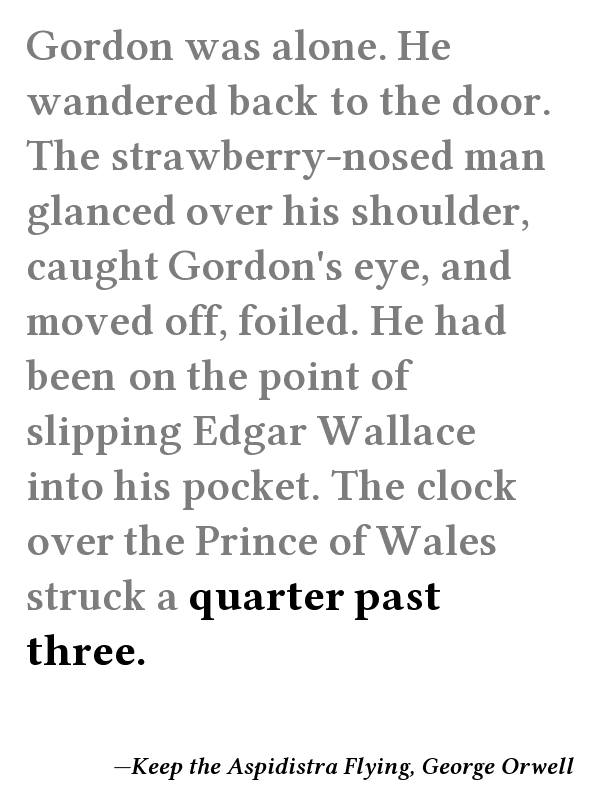 Gordon was alone. He
wandered back to the door.
The strawberry-nosed man
glanced over his shoulder,
caught Gordon's eye, and
moved off, foiled. He had
been on the point of
slipping Edgar Wallace
into his pocket. The clock
over the Prince of Wales
struck a quarter past
three.
—Keep the Aspidistra Flying, George Orwell